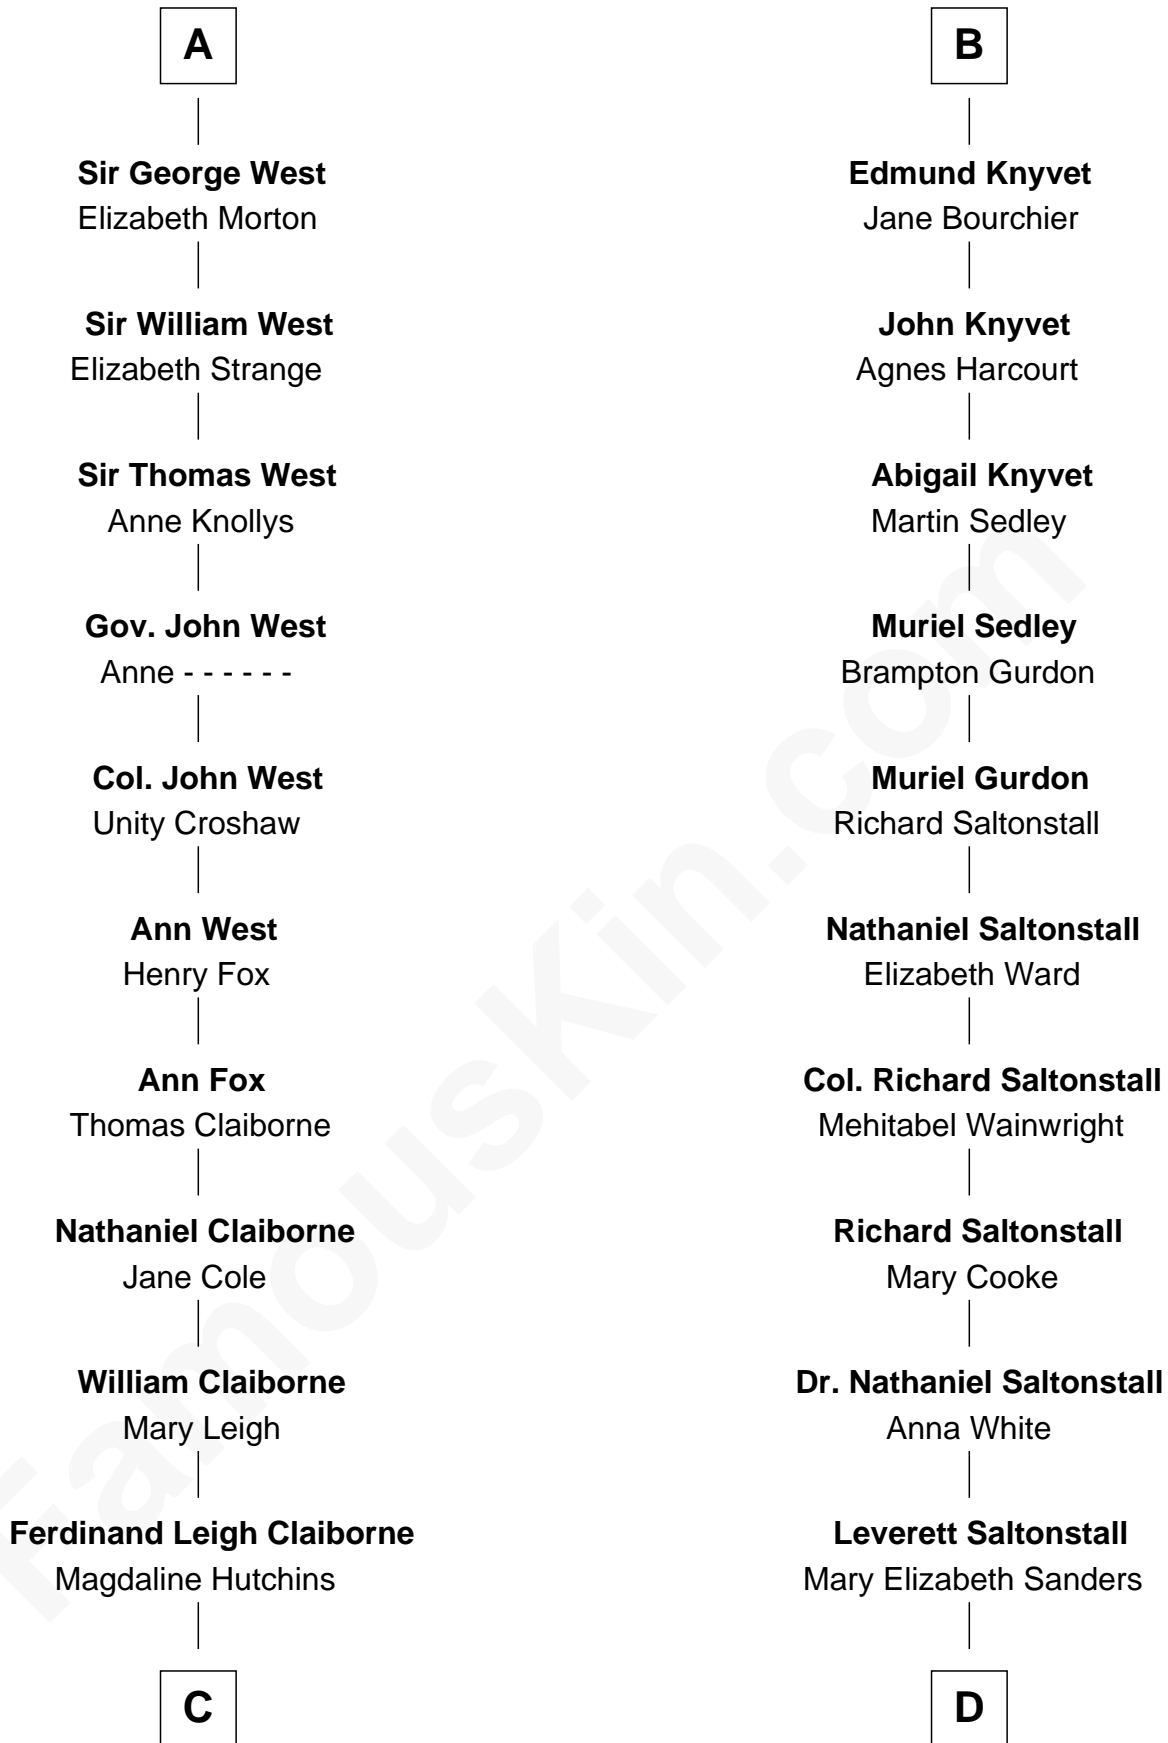 A
Sir George West
Elizabeth Morton
Sir William West
Elizabeth Strange
Sir Thomas West
Anne Knollys
Gov. John West
Anne - - - - - -
Col. John West
Unity Croshaw
Ann West
Henry Fox
Ann Fox
Thomas Claiborne
Nathaniel Claiborne
Jane Cole
William Claiborne
Mary Leigh
Ferdinand Leigh Claiborne
Magdaline Hutchins
C
B
Edmund Knyvet
Jane Bourchier
John Knyvet
Agnes Harcourt
Abigail Knyvet
Martin Sedley
Muriel Sedley
Brampton Gurdon
Muriel Gurdon
Richard Saltonstall
Nathaniel Saltonstall
Elizabeth Ward
Col. Richard Saltonstall
Mehitabel Wainwright
Richard Saltonstall
Mary Cooke
Dr. Nathaniel Saltonstall
Anna White
Leverett Saltonstall
Mary Elizabeth Sanders
D
FamousKin.com